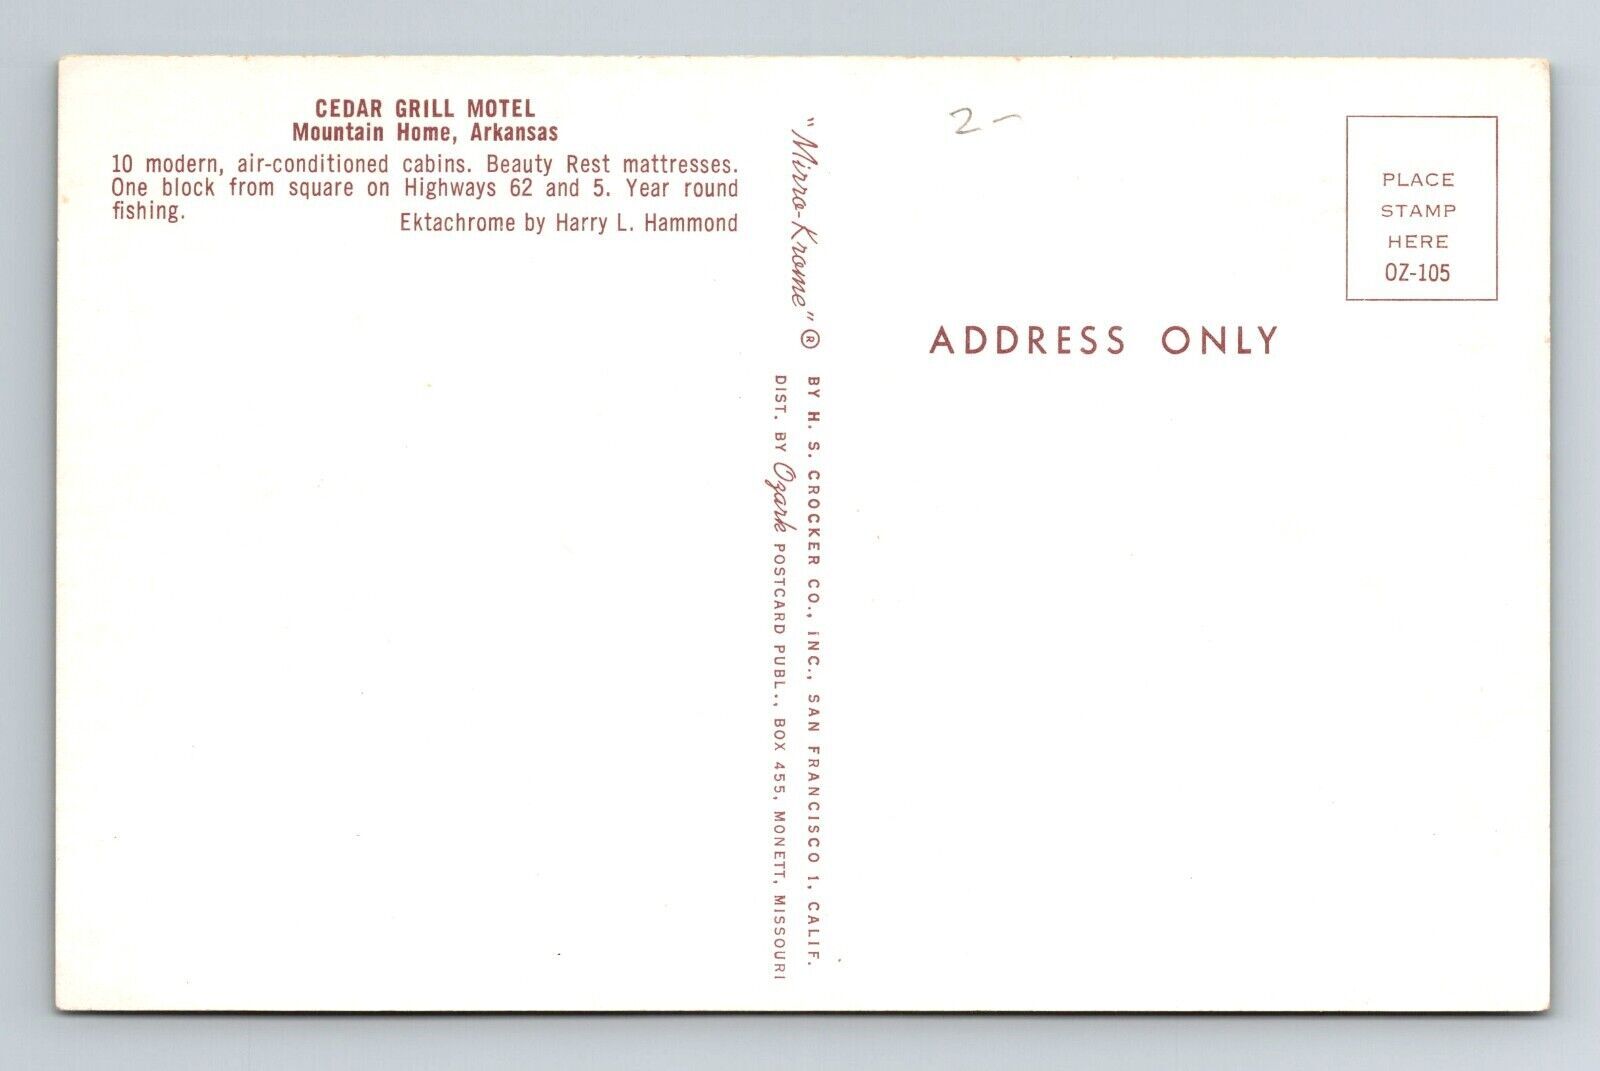 CEDAR GRILL MOTEL
Mountain Home, Arkansas
10 modern, air-conditioned cabins. Beauty Rest mattresses.
One block from square on Highways 62 and 5. Year round
fishing.
Ektachrome by Harry L. Hammond
"Mirro-Krome" ® BY H. S. CROCKER CO., INC., SAN FRANCISCO 1, CALIF.
DIST. BY Ozark POSTCARD PUBL., BOX 455, MONETT, MISSOURI
2-
PLACE
STAMP
HERE
OZ-105
ADDRESS ONLY